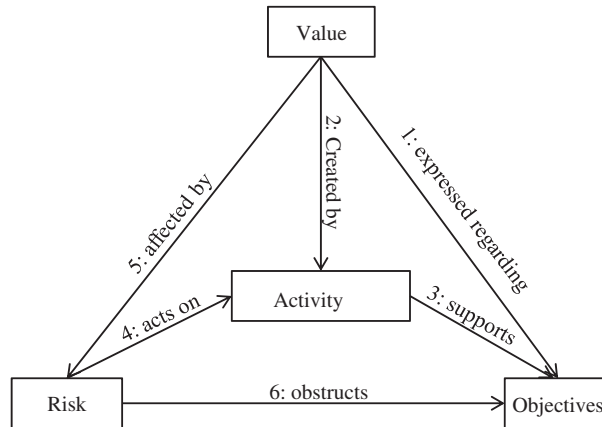 Value
5: affected by
2: Created by
1: expressed regarding
Activity
4: acts on
3: supports
Risk
6: obstructs
Objectives